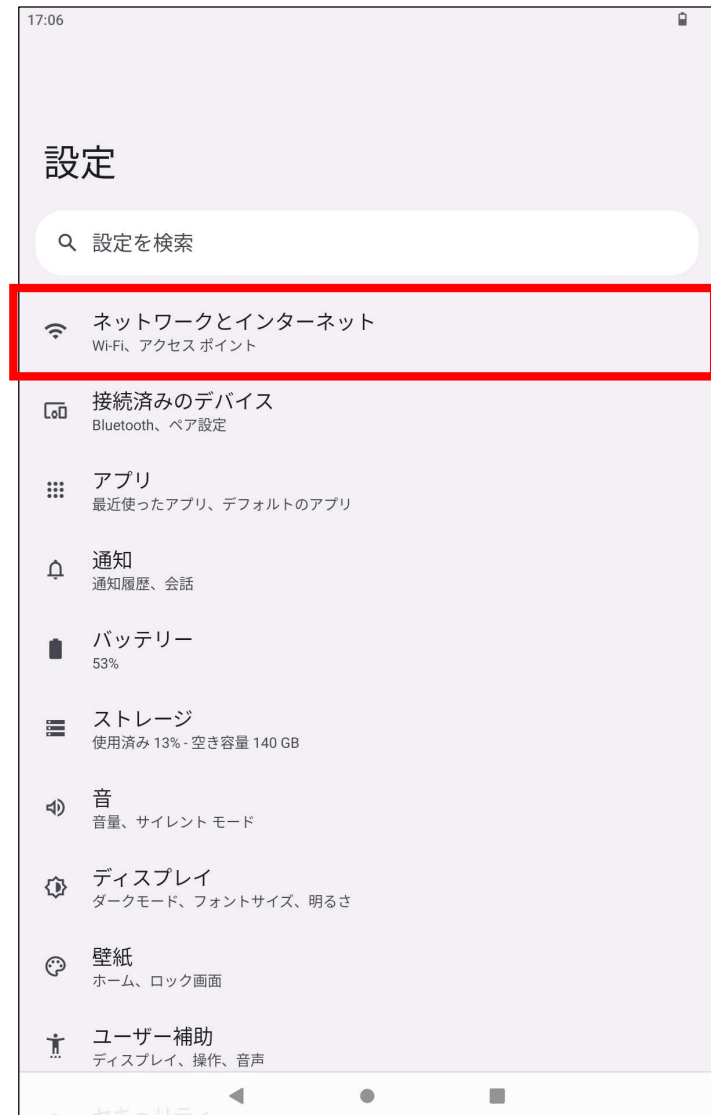 17:06
設定
設定を検索
ネットワークとインターネット
Wi-Fi、アクセス ポイント
接続済みのデバイス
Bluetooth、ペア設定
アプリ
最近使ったアプリ、デフォルトのアプリ
通知
通知履歴、会話
バッテリー
53%
ストレージ
使用済み 13% - 空き容量 140 GB
音
音量、サイレント モード
ディスプレイ
ダークモード、フォントサイズ、明るさ
壁紙
ホーム、ロック画面
ユーザー補助
ディスプレイ、操作、音声
セキュリティ